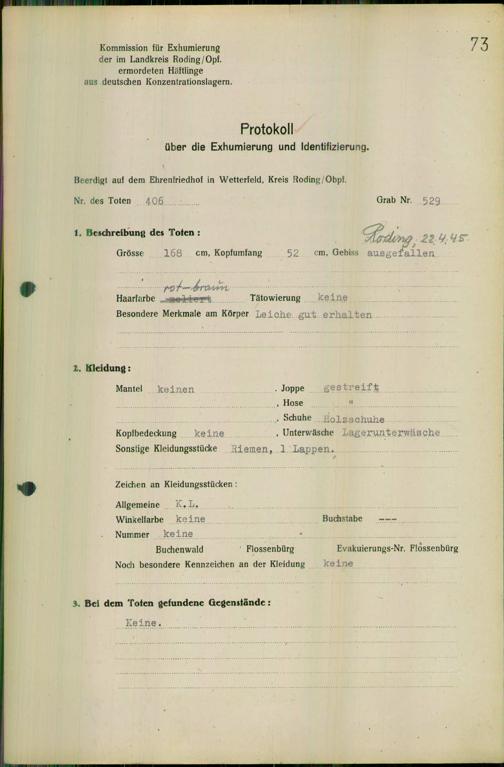 73
Kommission für Exhumierung
der im Landkreis Roding/Opf.
ermordeten Häftlinge
aus deutschen Konzentrationslagern.
Protokoll
über die Exhumierung und Identifizierung.
Beerdigt auf dem Ehrenfriedhof in Wetterfeld, Kreis Roding/Obpf.
Nr. des Toten 406 Grab Nr. 529
1. Beschreibung des Toten :
Roding, 22.4.45
Grösse 168 cm, Kopfumfang 52 cm, Gebiss ausgefallen
rot-braun
Haarfarbe Tätowierung keine
Besondere Merkmale am Körper Leiche gut erhalten
2. Kleidung :
Mantel keinen , Joppe gestreift
, Hose "
, Schuhe Holzschuhe
Kopfbedeckung keine , Unterwäsche Lagerunterwäsche
Sonstige Kleidungsstücke Riemen, 1 Lappen.
Zeichen an Kleidungsstücken :
Allgemeine K.L.
Winkelfarbe keine Buchstabe ---
Nummer keine
Buchenwald Flossenbürg Evakuierungs-Nr. Flossenbürg
Noch besondere Kennzeichen an der Kleidung keine
3. Bei dem Toten gefundene Gegenstände :
Keine.